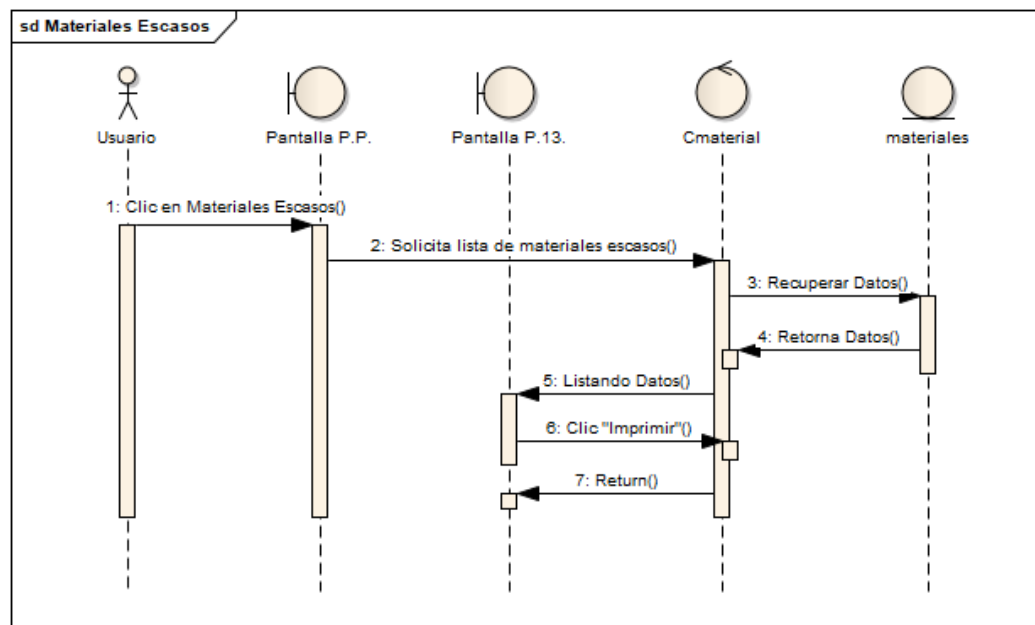 sd Materiales Escasos
Usuario
Pantalla P.P.
Pantalla P.13.
Cmaterial
materiales
1: Clic en Materiales Escasos()
2: Solicita lista de materiales escasos()
3: Recuperar Datos()
4: Retorna Datos()
5: Listando Datos()
6: Clic "Imprimir"()
7: Return()